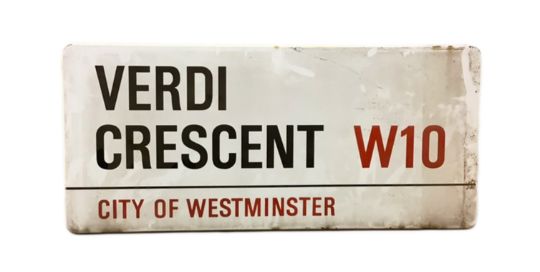 VERDI
CRESCENT W10
CITY OF WESTMINSTER